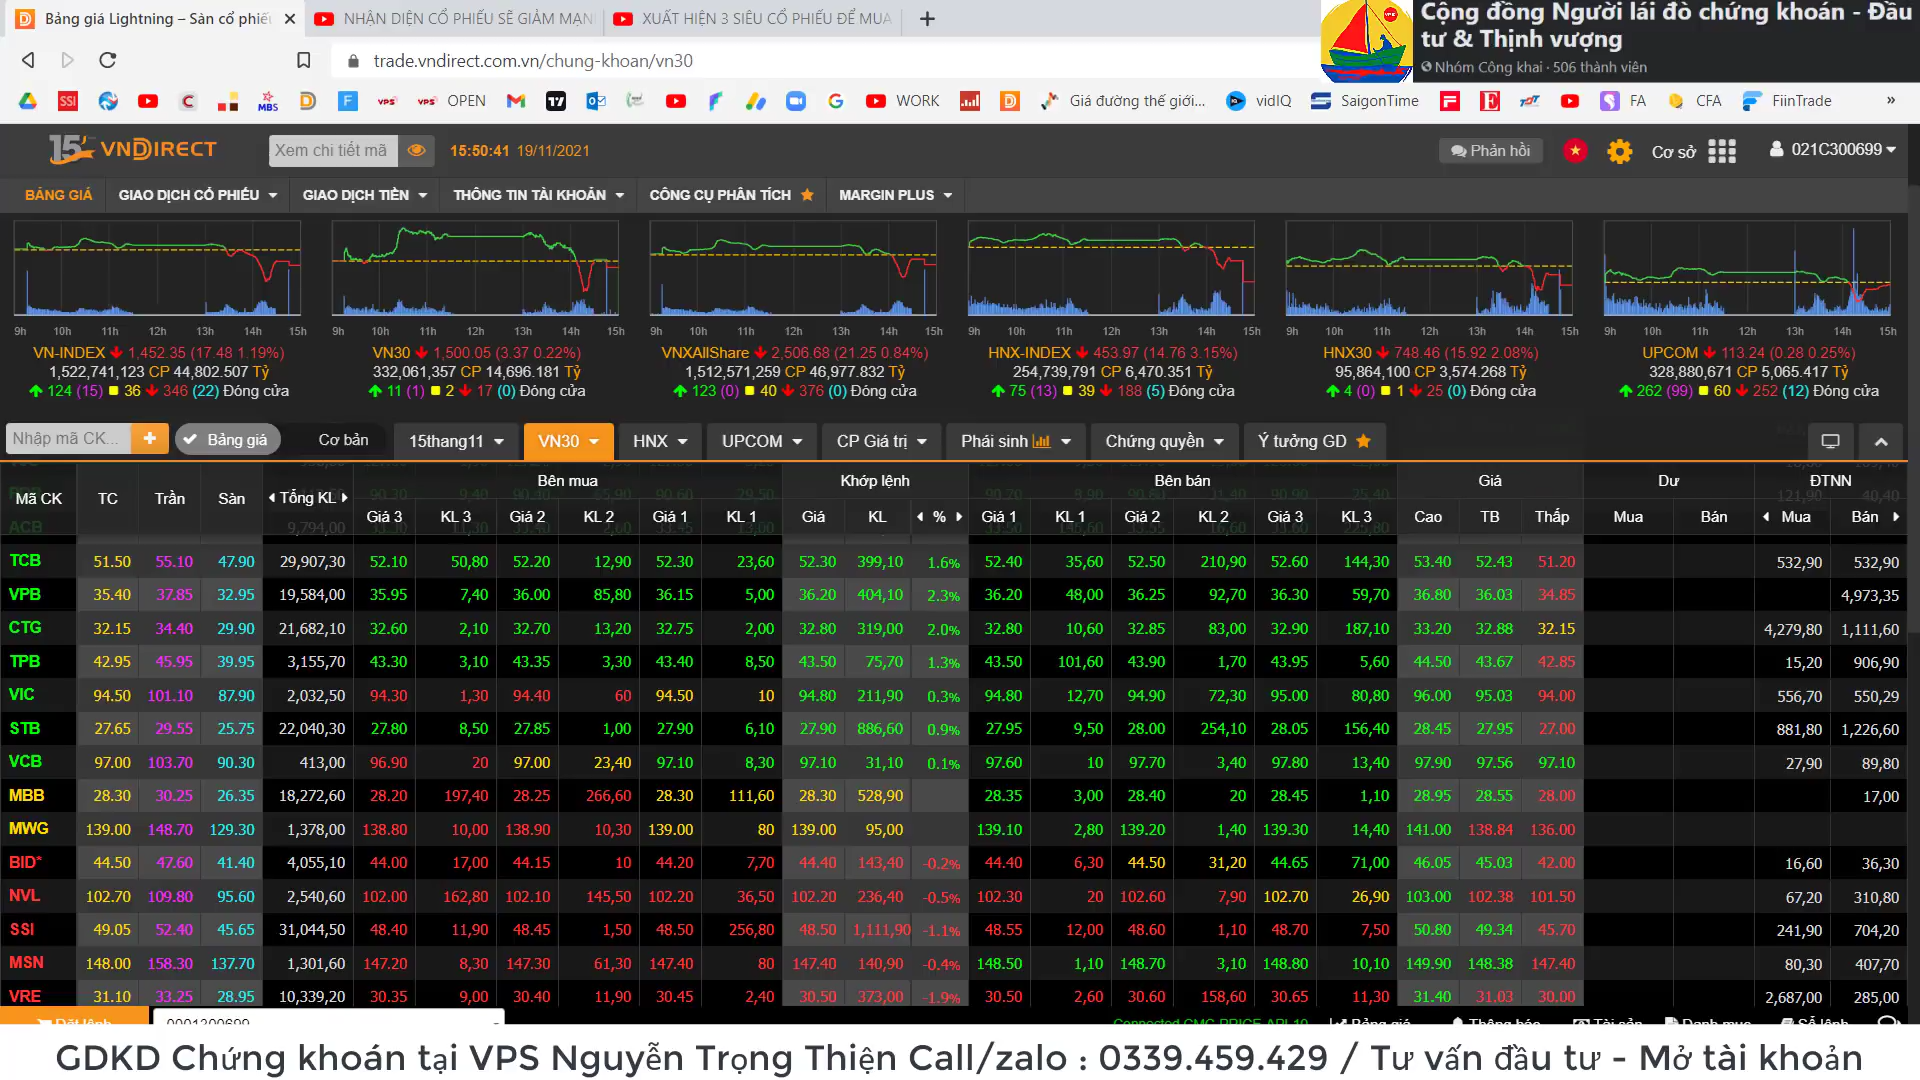 Bảng giá Lightning – Sàn cổ phiếu
NHẬN DIỆN CỔ PHIẾU SẼ GIẢM MẠN
XUẤT HIỆN 3 SIÊU CỔ PHIẾU ĐỂ MUA
Cộng đồng Người lái đò chứng khoán - Đầu
tư & Thịnh vượng
Nhóm Công khai · 506 thành viên
trade.vndirect.com.vn/chung-khoan/vn30
OPEN WORK Giá đường thế giới... vidIQ SaigonTime FA CFA FiinTrade »
15 VNDIRECT Xem chi tiết mã 15:50:41 19/11/2021 Phản hồi Cơ sở 021C300699
BẢNG GIÁ GIAO DỊCH CỔ PHIẾU GIAO DỊCH TIỀN THÔNG TIN TÀI KHOẢN CÔNG CỤ PHÂN TÍCH MARGIN PLUS
9h 10h 11h 12h 13h 14h 15h 9h 10h 11h 12h 13h 14h 15h 9h 10h 11h 12h 13h 14h 15h 9h 10h 11h 12h 13h 14h 15h 9h 10h 11h 12h 13h 14h 15h 9h 10h 11h 12h 13h 14h 15h
VN-INDEX 1,452.35 (17.48 1.19%) VN30 1,500.05 (3.37 0.22%) VNXAllShare 2,506.68 (21.25 0.84%) HNX-INDEX 453.97 (14.76 3.15%) HNX30 748.46 (15.92 2.08%) UPCOM 113.24 (0.28 0.25%)
1,522,741,123 CP 44,802.507 Tỷ 332,061,357 CP 14,696.181 Tỷ 1,512,571,259 CP 46,977.832 Tỷ 254,739,791 CP 6,470.351 Tỷ 95,864,100 CP 3,574.268 Tỷ 328,880,671 CP 5,065.417 Tỷ
124 (15) 36 346 (22) Đóng cửa 11 (1) 2 17 (0) Đóng cửa 123 (0) 40 376 (0) Đóng cửa 75 (13) 39 188 (5) Đóng cửa 4 (0) 1 25 (0) Đóng cửa 262 (99) 60 252 (12) Đóng cửa
Nhập mã CK... + Bảng giá Cơ bản 15thang11 VN30 HNX UPCOM CP Giá trị Phái sinh Chứng quyền Ý tưởng GD
Mã CK TC Trần Sàn Tổng KL Bên mua Khớp lệnh Bên bán Giá Dư ĐTNN
Giá 3 KL 3 Giá 2 KL 2 Giá 1 KL 1 Giá KL % Giá 1 KL 1 Giá 2 KL 2 Giá 3 KL 3 Cao TB Thấp Mua Bán Mua Bán
TCB 51.50 55.10 47.90 29,907,30 52.10 50,80 52.20 12,90 52.30 23,60 52.30 399,10 1.6% 52.40 35,60 52.50 210,90 52.60 144,30 53.40 52.43 51.20 532,90 532,90
VPB 35.40 37.85 32.95 19,584,00 35.95 7,40 36.00 85,80 36.15 5,00 36.20 404,10 2.3% 36.20 48,00 36.25 92,70 36.30 59,70 36.80 36.03 34.85 4,973,35
CTG 32.15 34.40 29.90 21,682,10 32.60 2,10 32.70 13,20 32.75 2,00 32.80 319,00 2.0% 32.80 10,60 32.85 83,00 32.90 187,10 33.20 32.88 32.15 4,279,80 1,111,60
TPB 42.95 45.95 39.95 3,155,70 43.30 3,10 43.35 3,30 43.40 8,50 43.50 75,70 1.3% 43.50 101,60 43.90 1,70 43.95 5,60 44.50 43.67 42.85 15,20 906,90
VIC 94.50 101.10 87.90 2,032,50 94.30 1,30 94.40 60 94.50 10 94.80 211,90 0.3% 94.80 12,70 94.90 72,30 95.00 80,80 96.00 95.03 94.00 556,70 550,29
STB 27.65 29.55 25.75 22,040,30 27.80 8,50 27.85 1,00 27.90 6,10 27.90 886,60 0.9% 27.95 9,50 28.00 254,10 28.05 156,40 28.45 27.95 27.00 881,80 1,226,60
VCB 97.00 103.70 90.30 413,00 96.90 20 97.00 23,40 97.10 8,30 97.10 31,10 0.1% 97.60 10 97.70 3,40 97.80 13,40 97.90 97.56 97.10 27,90 89,80
MBB 28.30 30.25 26.35 18,272,60 28.20 197,40 28.25 266,60 28.30 111,60 28.30 528,90 28.35 3,00 28.40 20 28.45 1,10 28.95 28.55 28.00 17,00
MWG 139.00 148.70 129.30 1,378,00 138.80 10,00 138.90 10,30 139.00 80 139.00 95,00 139.10 2,80 139.20 1,40 139.30 14,40 141.00 138.84 136.00
BID* 44.50 47.60 41.40 4,055,10 44.00 17,00 44.15 10 44.20 7,70 44.40 143,40 -0.2% 44.40 6,30 44.50 31,20 44.65 71,00 46.05 45.03 42.00 16,60 36,30
NVL 102.70 109.80 95.60 2,540,60 102.00 162,80 102.10 145,50 102.20 36,50 102.20 236,40 -0.5% 102.30 20 102.60 7,90 102.70 26,90 103.00 102.38 101.50 67,20 310,80
SSI 49.05 52.40 45.65 31,044,50 48.40 11,90 48.45 1,50 48.50 256,80 48.50 1,111,90 -1.1% 48.55 12,00 48.60 1,10 48.70 7,50 50.80 49.34 45.70 241,90 704,20
MSN 148.00 158.30 137.70 1,301,60 147.20 8,30 147.30 61,30 147.40 80 147.40 140,90 -0.4% 148.50 1,10 148.70 3,10 148.80 10,10 149.90 148.38 147.40 80,30 407,70
VRE 31.10 33.25 28.95 10,339,20 30.35 9,00 30.40 11,90 30.45 2,40 30.50 373,00 -1.9% 30.50 2,60 30.60 158,60 30.65 11,30 31.40 31.03 30.00 2,687,00 285,00
GDKD Chứng khoán tại VPS Nguyễn Trọng Thiện Call/zalo : 0339.459.429 / Tư vấn đầu tư - Mở tài khoản